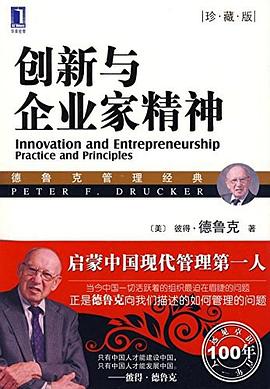 珍·藏·版
华章经管
创新与
企业家精神
Innovation and Entrepreneurship
Practice and Principles
德鲁克管理经典
PETER F. DRUCKER
〔美〕 彼得·德鲁克 著
启蒙中国现代管理第一人
当今中国一切活跃着的组织最迫在眉睫的问题
正是德鲁克向我们描述的如何管理的问题
只有中国人才能建设中国,
只有中国人才能发展中国。
——彼得·德鲁克
100年